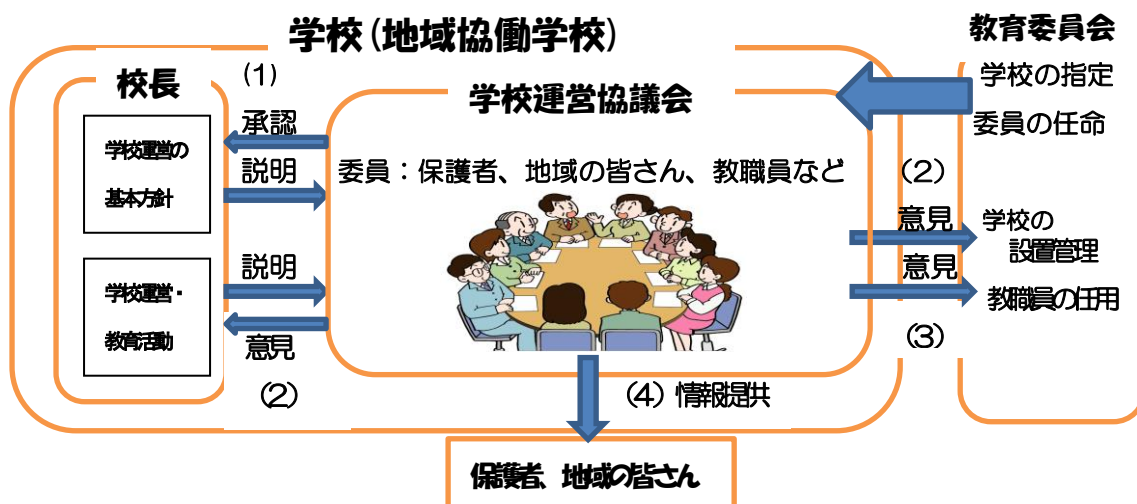 学校(地域協働学校)
校長
学校運営の
基本方針
学校運営・
教育活動
(1)
承認
説明
説明
意見
(2)
学校運営協議会
委員:保護者、地域の皆さん、教職員など
(4) 情報提供
保護者、地域の皆さん
教育委員会
学校の指定
委員の任命
(2)
意見
学校の
設置管理
意見
教職員の任用
(3)